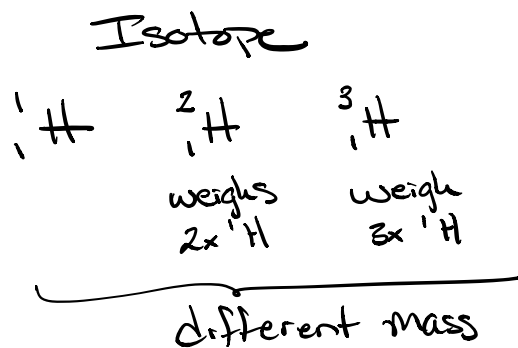 Isotope
¹₁H ²₁H ³₁H
weighs weigh
2x ¹H 3x ¹H
different mass